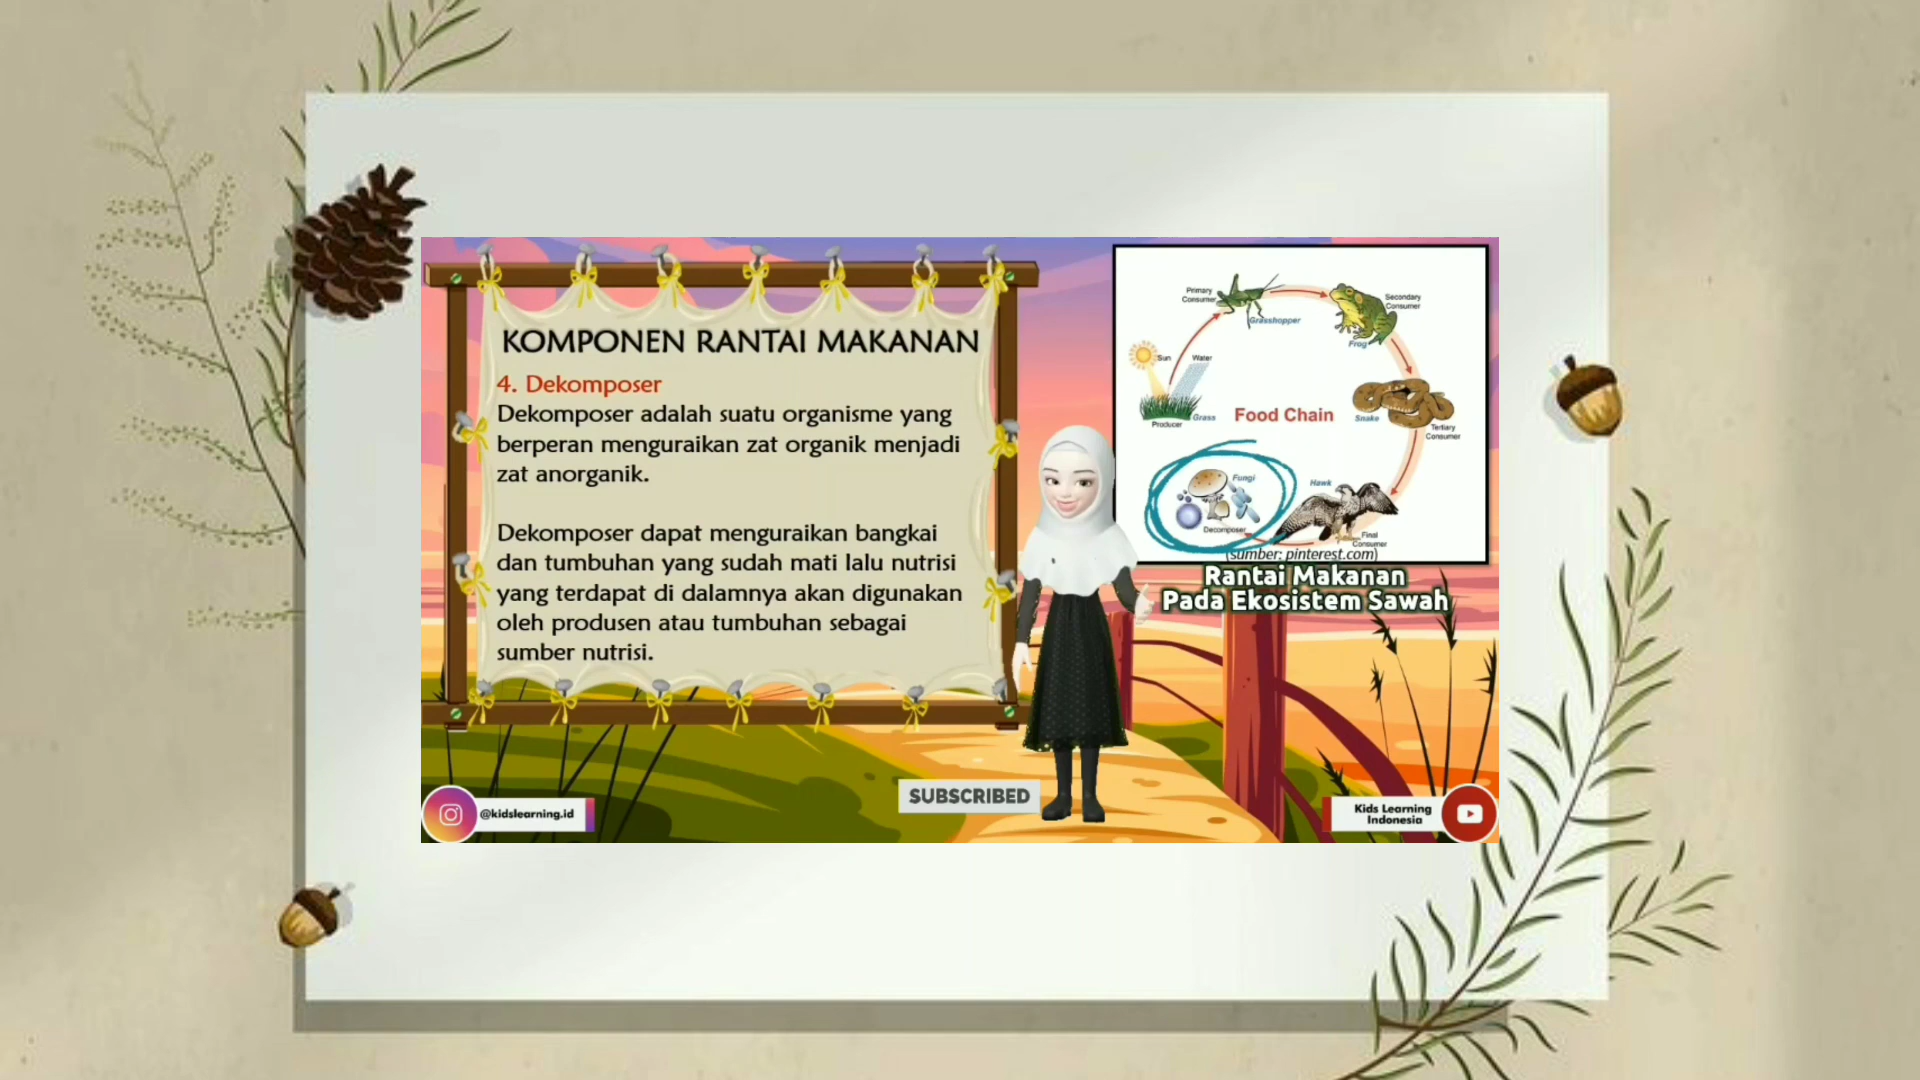 KOMPONEN RANTAI MAKANAN
4. Dekomposer
Dekomposer adalah suatu organisme yang
berperan menguraikan zat organik menjadi
zat anorganik.
Dekomposer dapat menguraikan bangkai
dan tumbuhan yang sudah mati lalu nutrisi
yang terdapat di dalamnya akan digunakan
oleh produsen atau tumbuhan sebagai
sumber nutrisi.
Primary
Consumer
Grasshopper
Secondary
Consumer
Frog
Sun
Water
Grass
Producer
Food Chain
Snake
Tertiary
Consumer
Fungi
Decomposer
Hawk
Final
Consumer
(sumber: pinterest.com)
Rantai Makanan
Pada Ekosistem Sawah
@kidslearning.id
SUBSCRIBED
Kids Learning
Indonesia